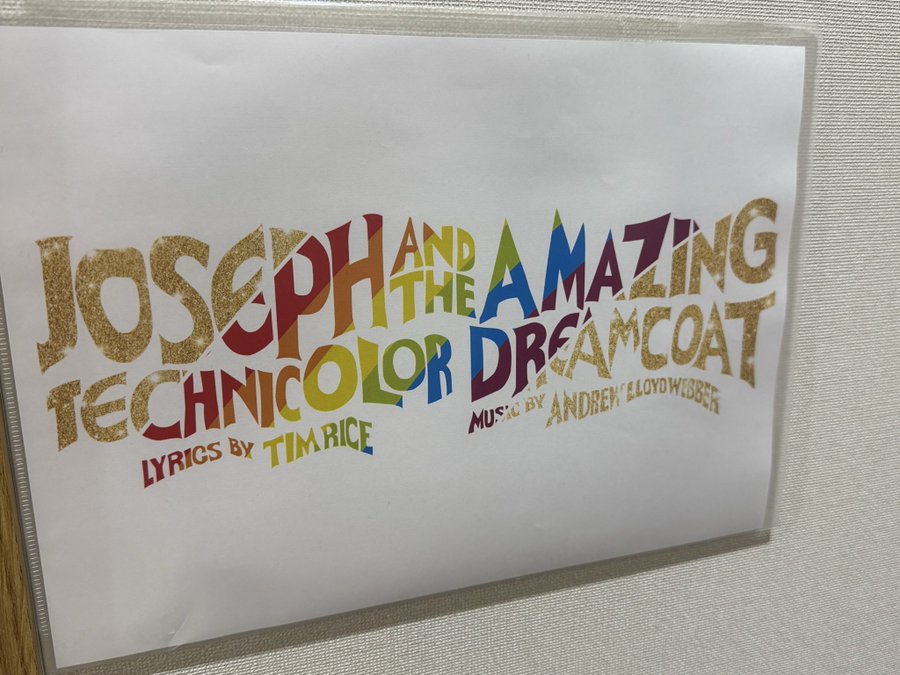 JOSEPH AND THE AMAZING
TECHNICOLOR DREAMCOAT
LYRICS BY TIM RICE
MUSIC BY ANDREW LLOYD WEBBER